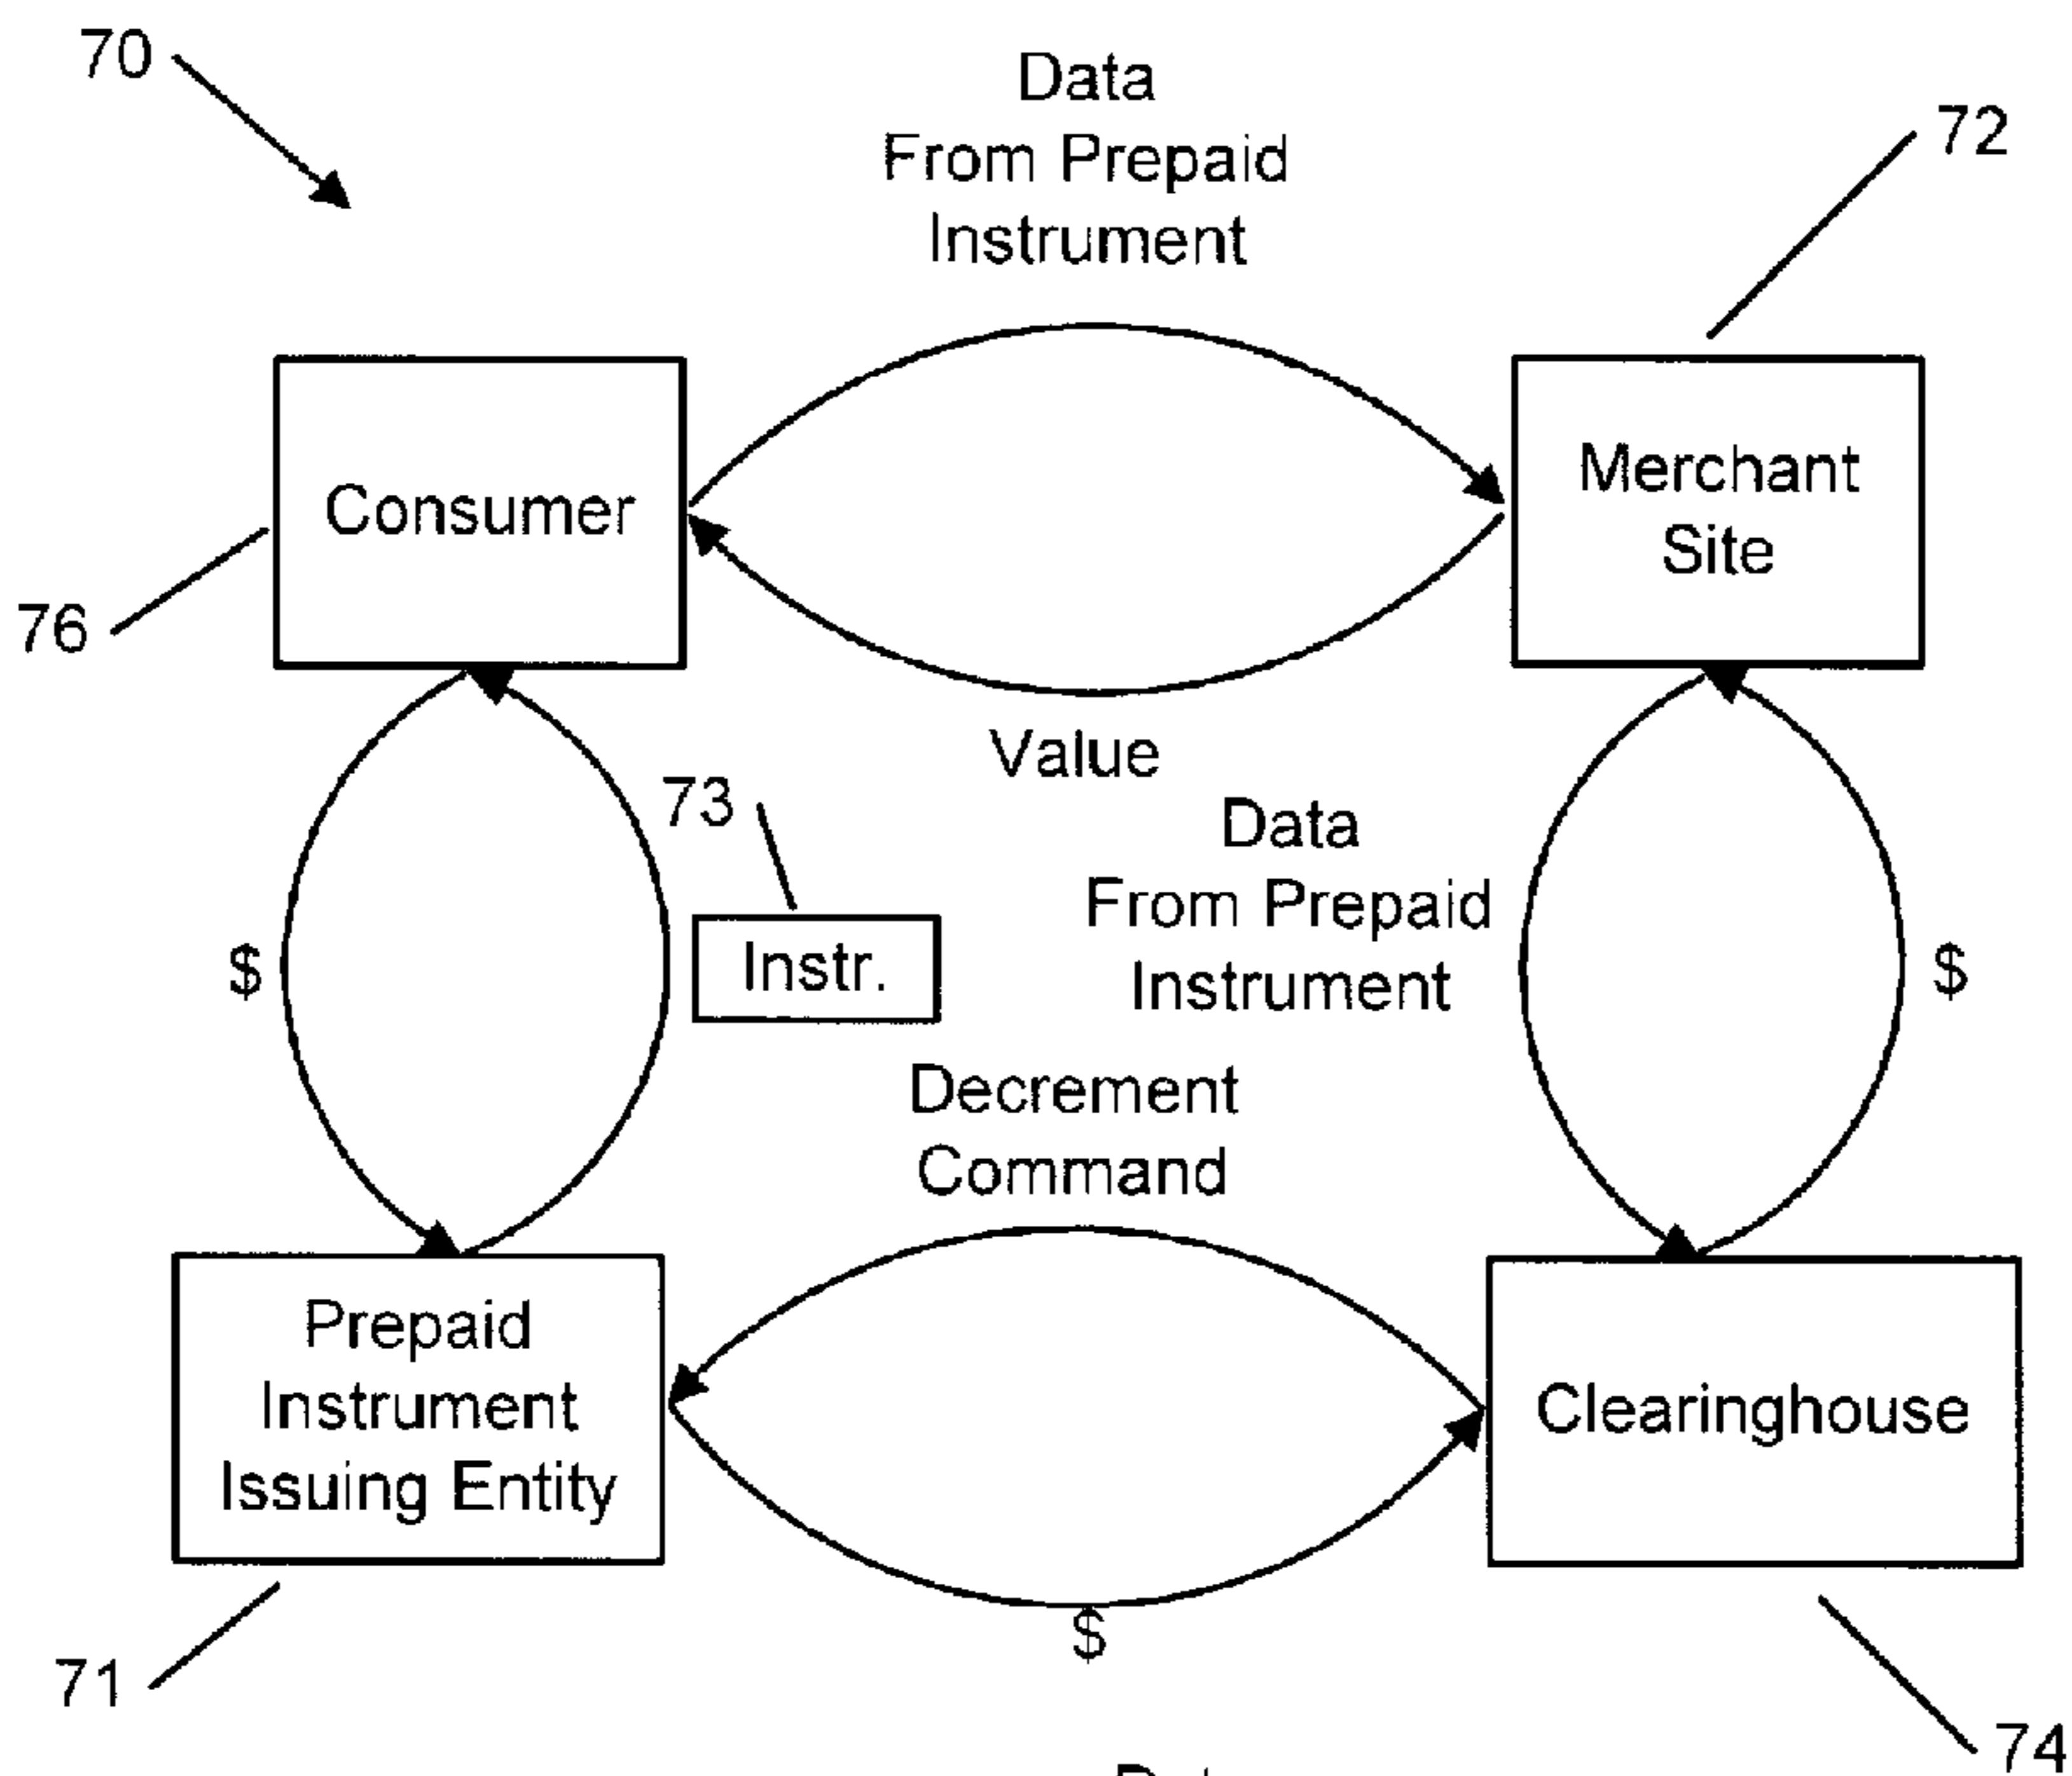 70
Data
From Prepaid
Instrument
72
Consumer
Merchant
Site
76
Value
73
Data
From Prepaid
Instrument
$
Instr.
$
Decrement
Command
Prepaid
Instrument
Issuing Entity
Clearinghouse
$
71
74